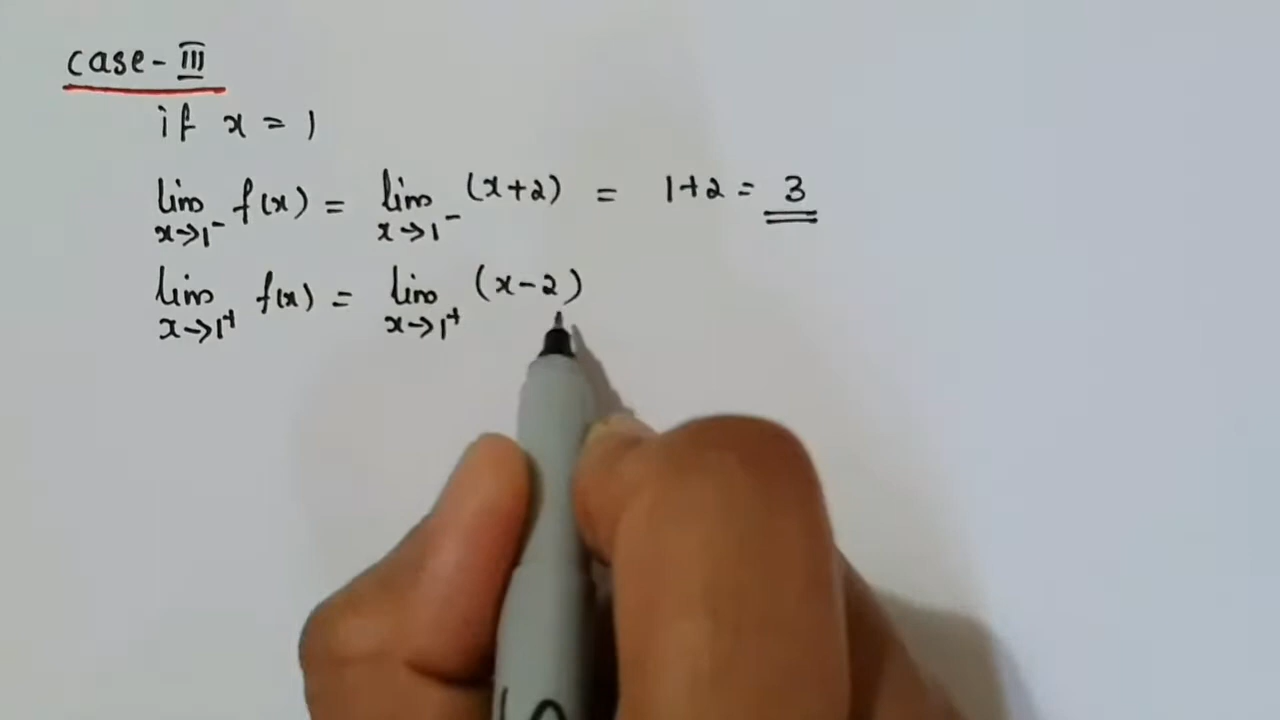 case-III
if x = 1
lim x→1⁻ f(x) = lim x→1⁻ (x+2) = 1+2 = 3
lim x→1⁺ f(x) = lim x→1⁺ (x-2)